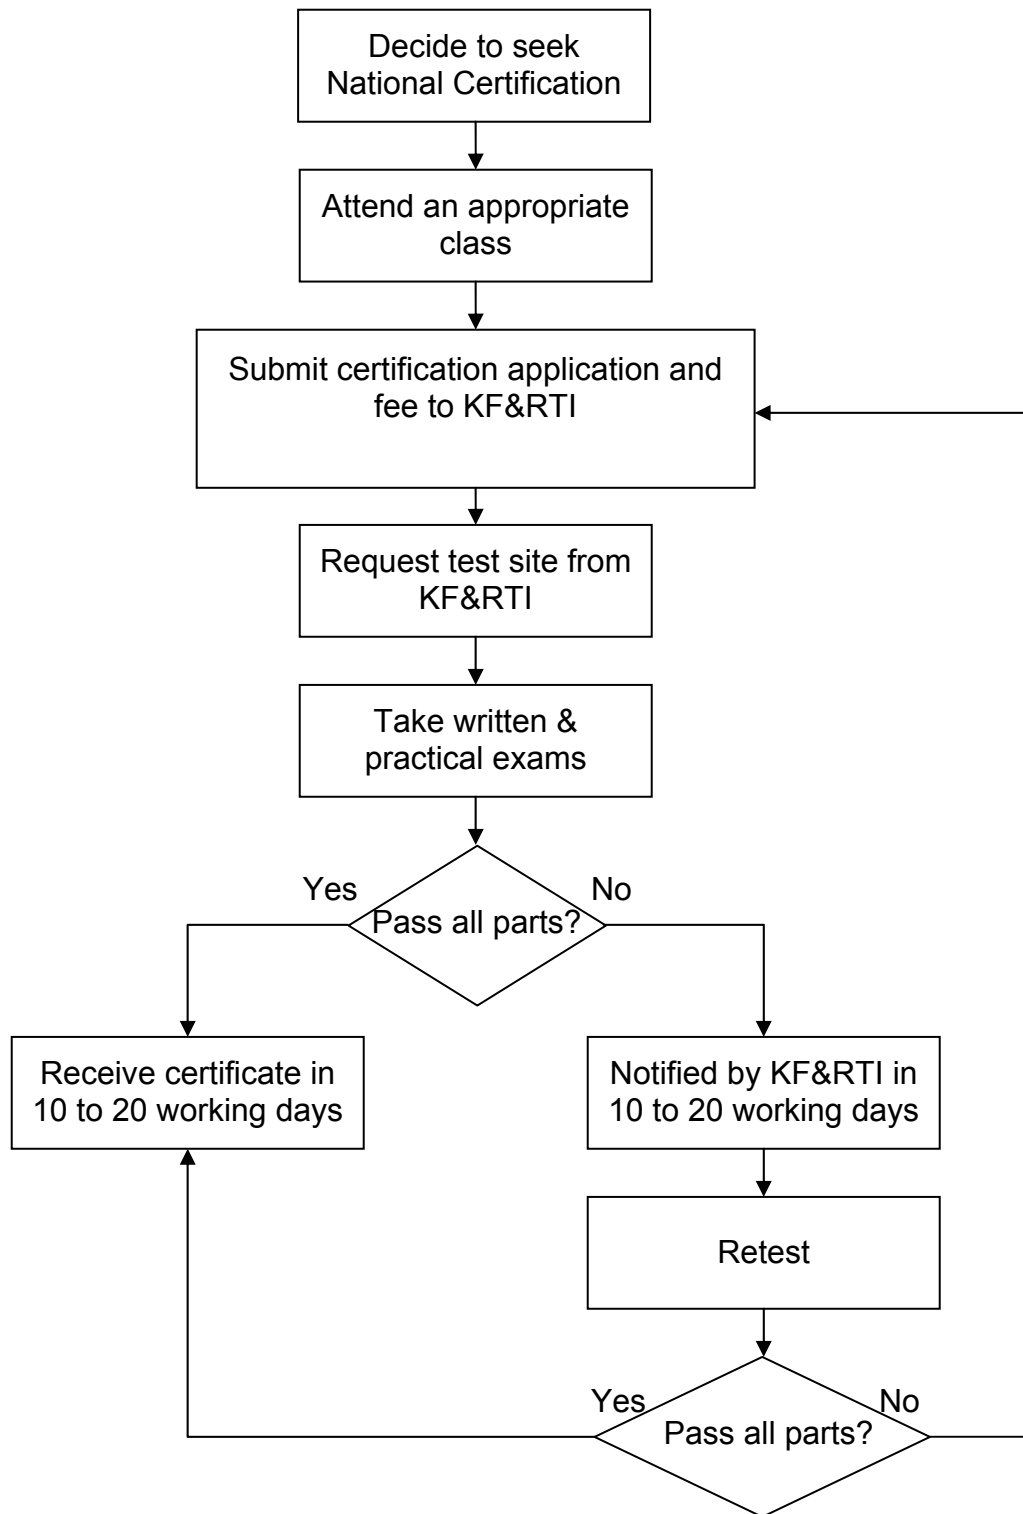 Decide to seek
National Certification
Attend an appropriate
class
Submit certification application and
fee to KF&RTI
Request test site from
KF&RTI
Take written &
practical exams
Yes
No
Pass all parts?
Receive certificate in
10 to 20 working days
Notified by KF&RTI in
10 to 20 working days
Retest
Yes
No
Pass all parts?